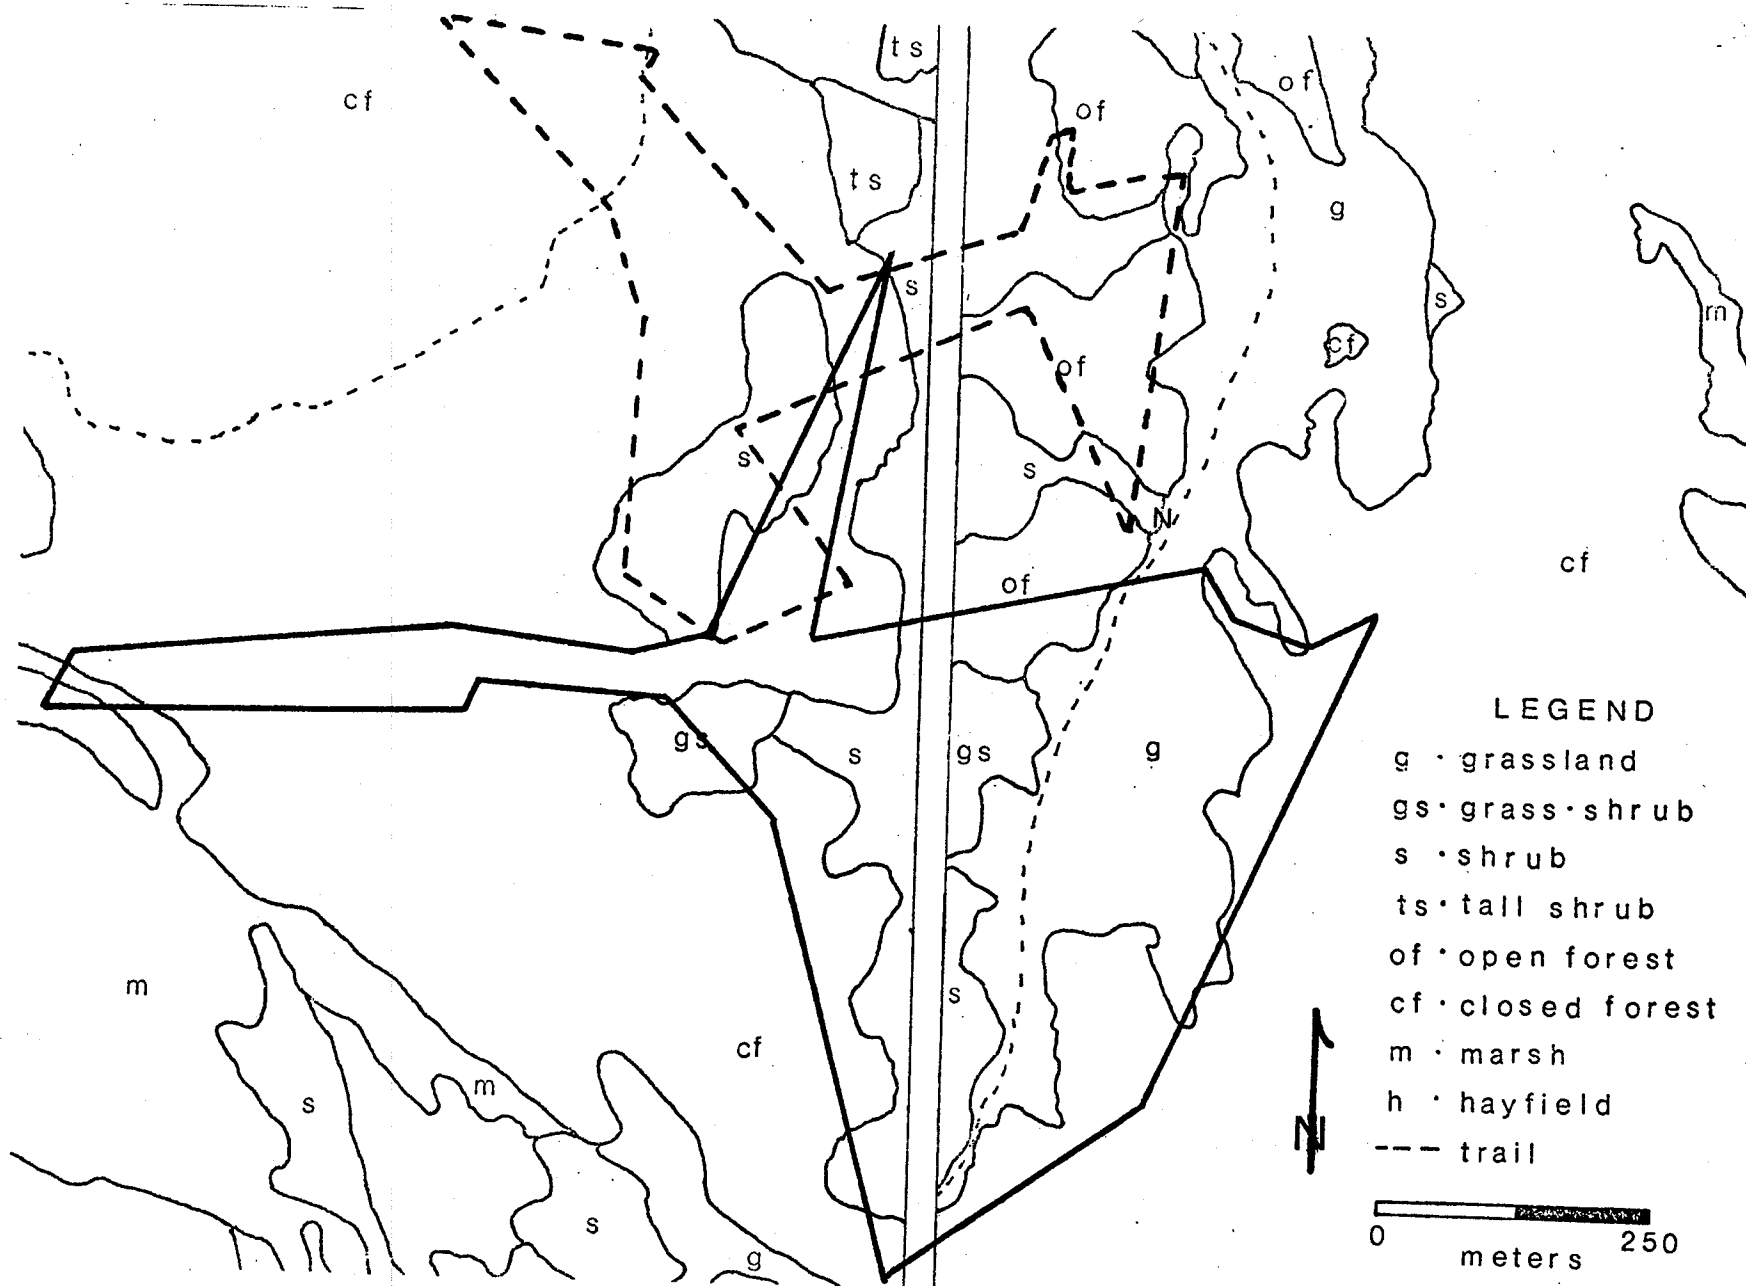 ts
cf
of
of
ts
g
s
s
m
cf
of
s
s
N
cf
of
LEGEND
g · grassland
gs · grass·shrub
s · shrub
ts · tall shrub
of · open forest
cf · closed forest
m · marsh
h · hayfield
--- trail
gs
s
gs
g
m
s
cf
m
s
N
s
g
0 250
meters